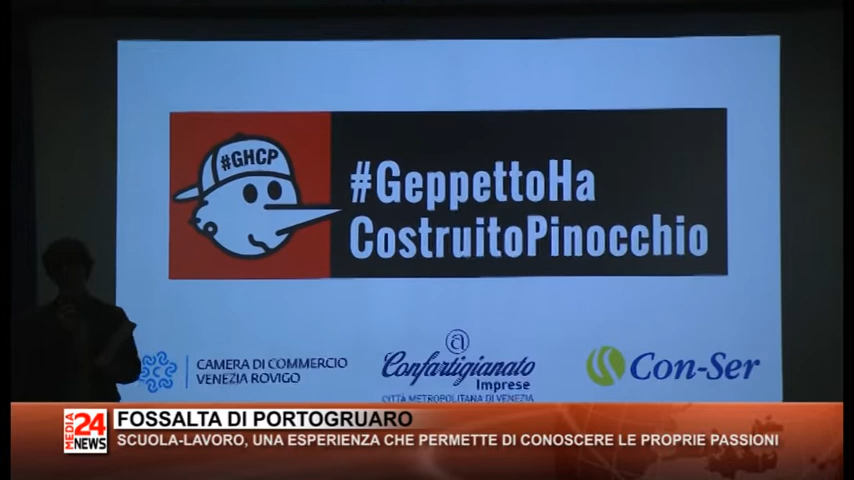 #GHCP
#GeppettoHa
CostruitoPinocchio
CAMERA DI COMMERCIO
VENEZIA ROVIGO
a
Confartigianato
Imprese
CITTÀ METROPOLITANA DI VENEZIA
Con-Ser
MEDIA
24
NEWS
FOSSALTA DI PORTOGRUARO
SCUOLA-LAVORO, UNA ESPERIENZA CHE PERMETTE DI CONOSCERE LE PROPRIE PASSIONI